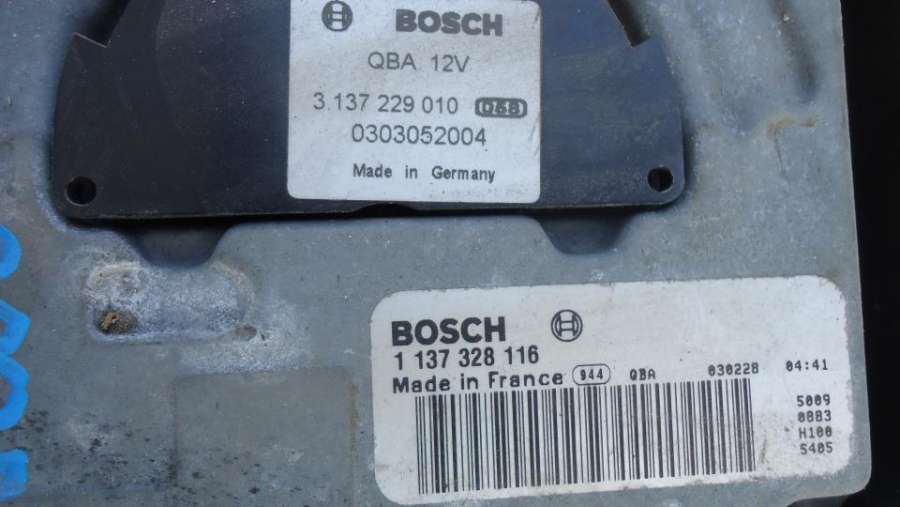 BOSCH
QBA 12V
3.137 229 010
0303052004
Made in Germany
BOSCH
1 137 328 116
Made in France 944 QBA 030228 04:41
5009
0883
H100
S405